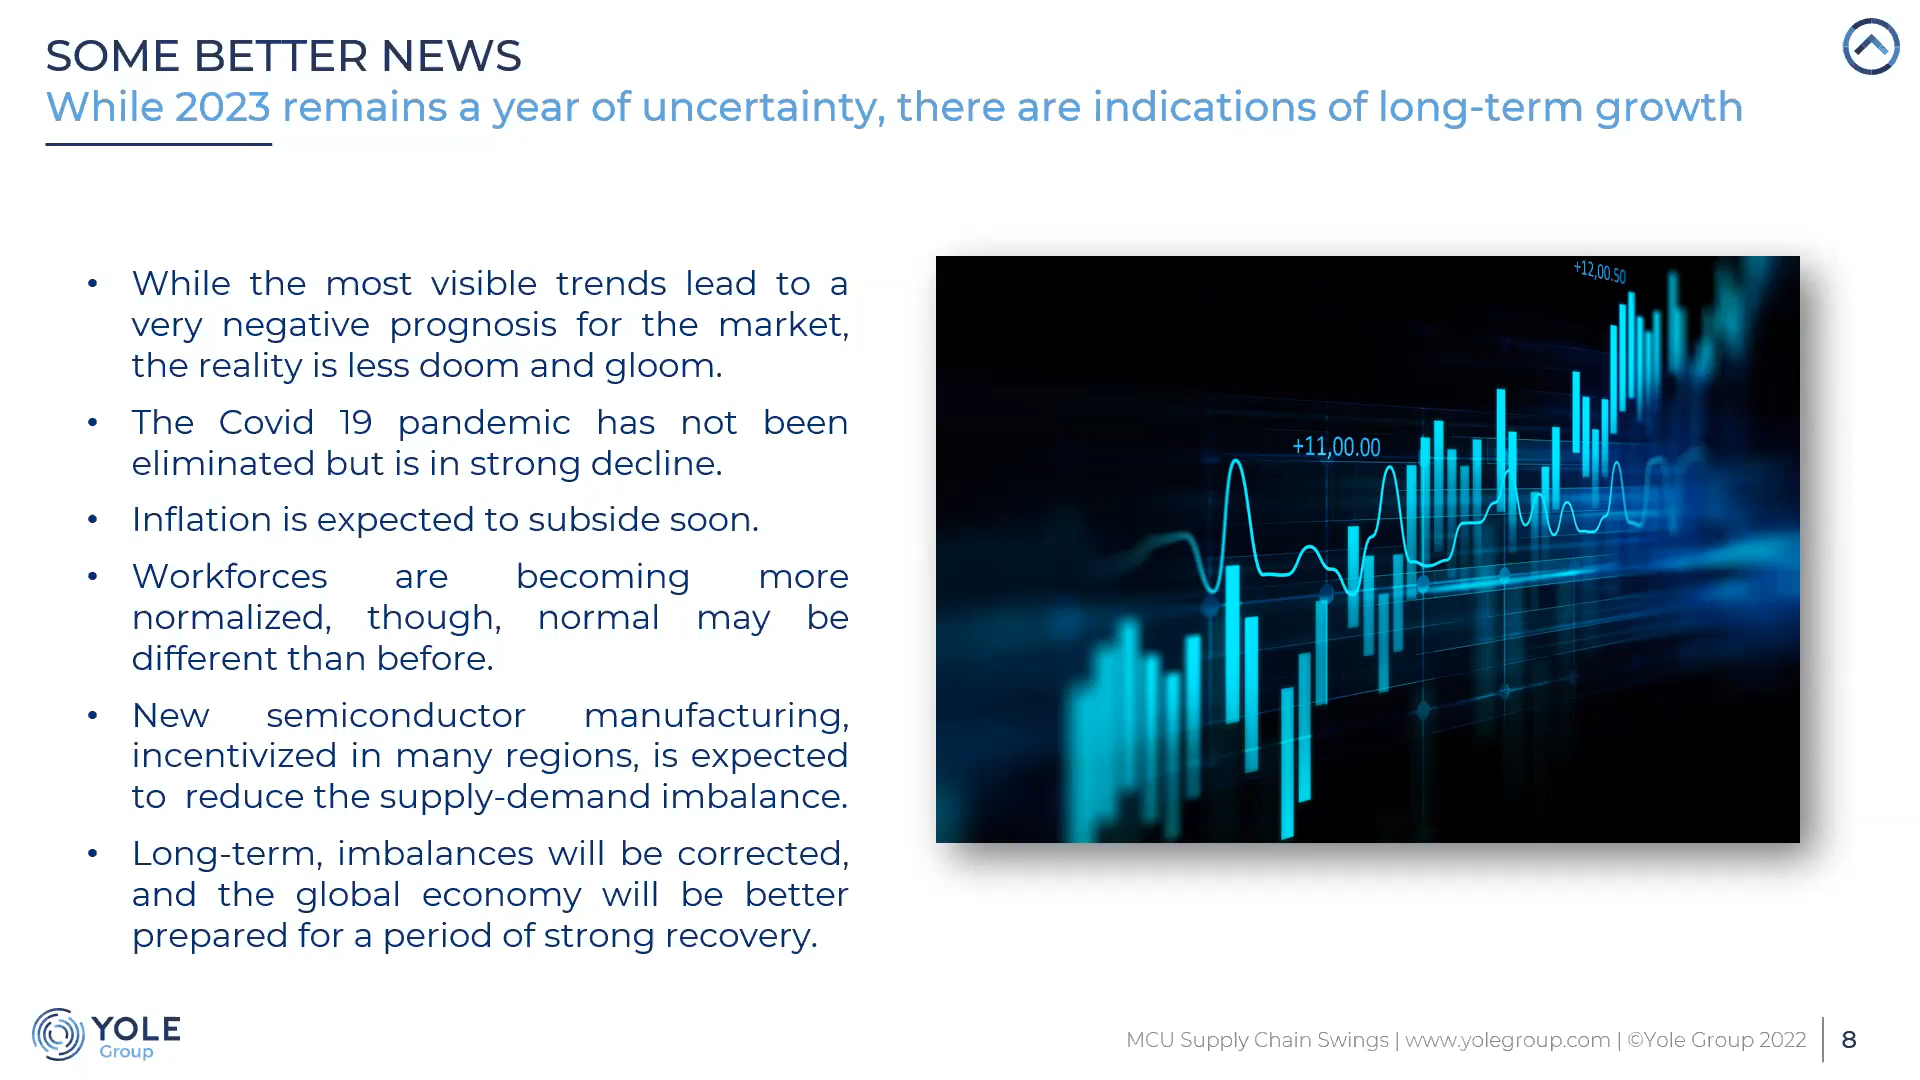 SOME BETTER NEWS
While 2023 remains a year of uncertainty, there are indications of long-term growth
• While the most visible trends lead to a
very negative prognosis for the market,
the reality is less doom and gloom.
• The Covid 19 pandemic has not been
eliminated but is in strong decline.
• Inflation is expected to subside soon.
• Workforces are becoming more
normalized, though, normal may be
different than before.
• New semiconductor manufacturing,
incentivized in many regions, is expected
to reduce the supply-demand imbalance.
• Long-term, imbalances will be corrected,
and the global economy will be better
prepared for a period of strong recovery.
+12,00.50
+11,00.00
YOLE
Group
MCU Supply Chain Swings | www.yolegroup.com | ©Yole Group 2022 | 8